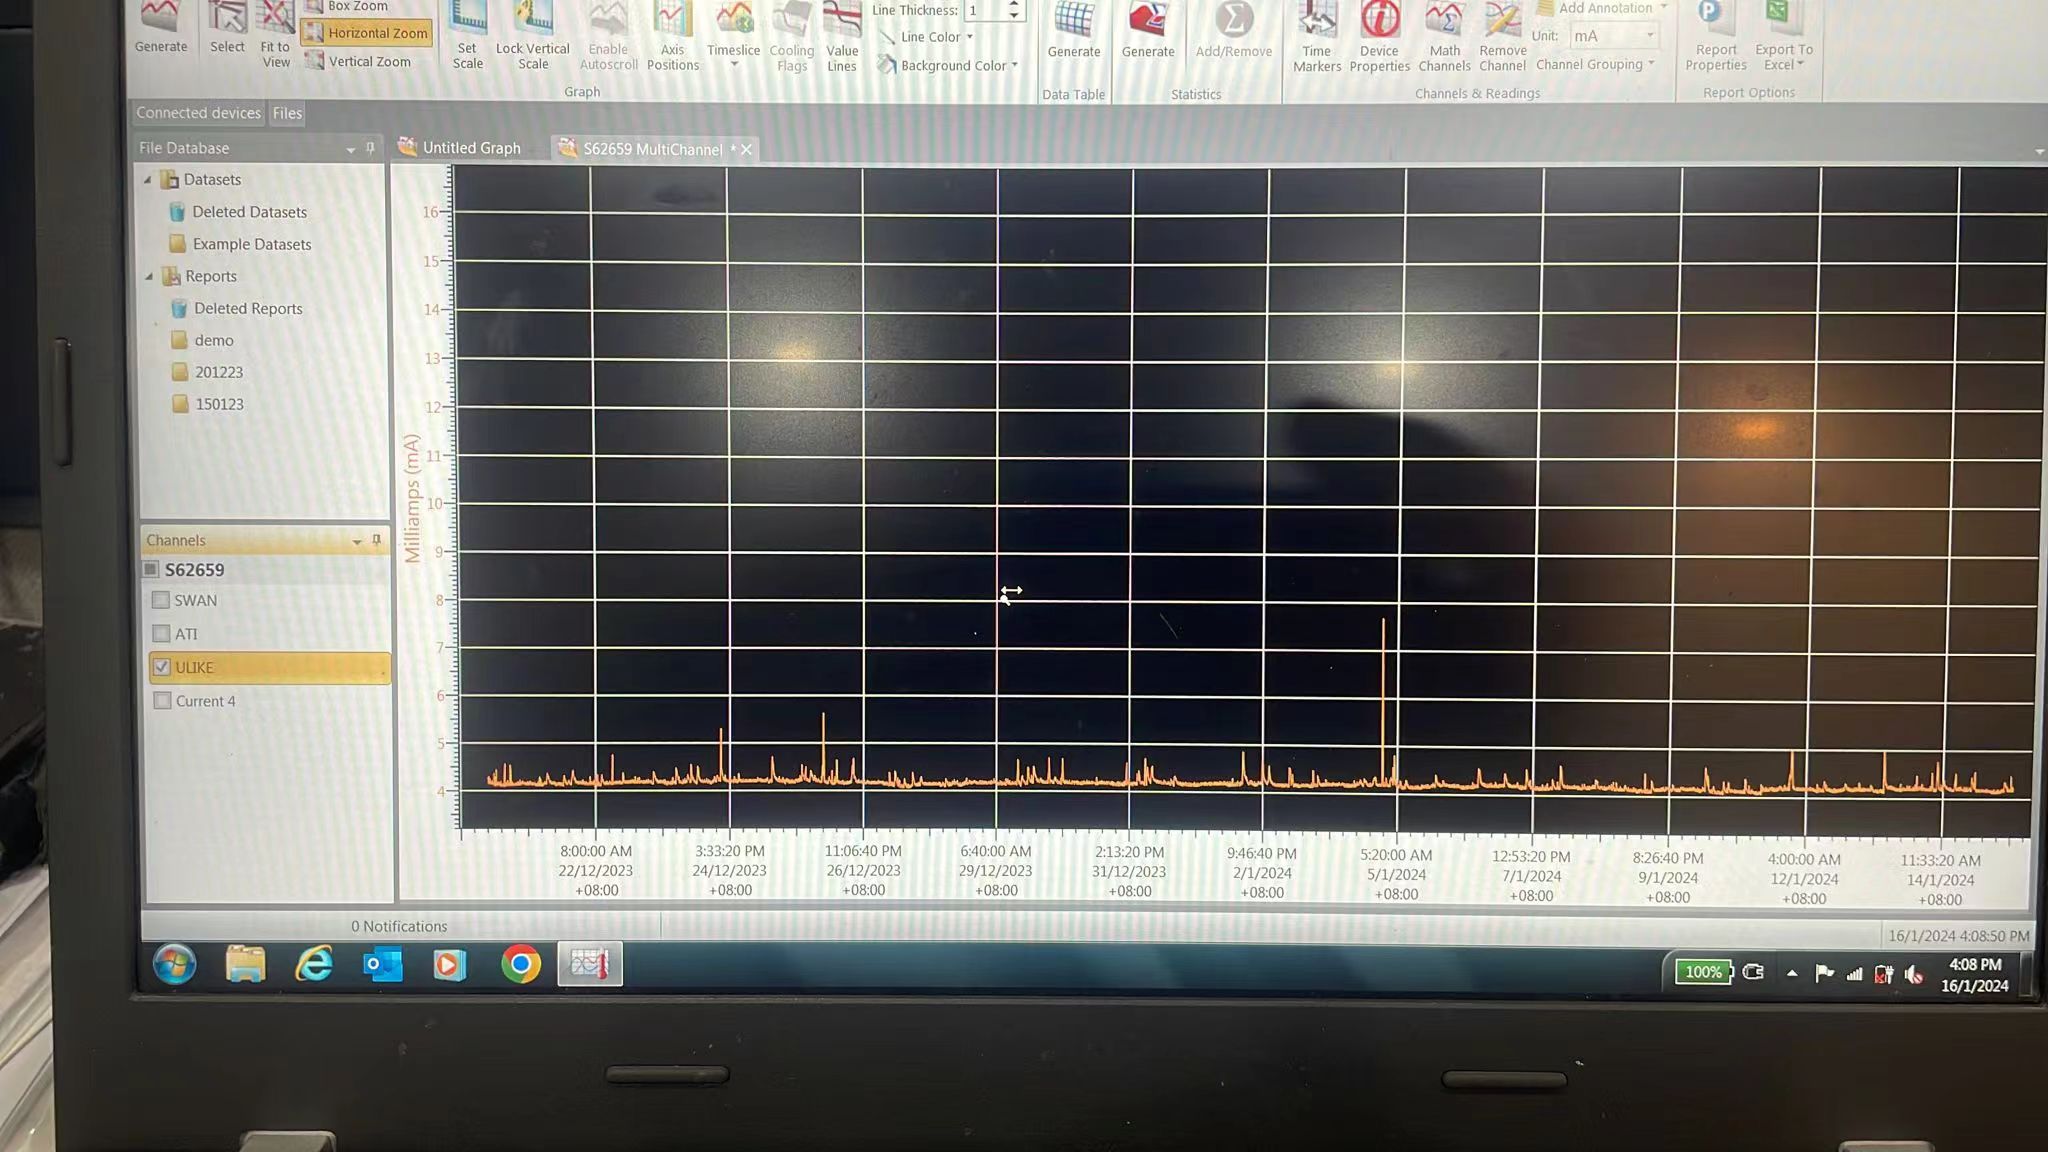 Box Zoom
Generate
Select
Fit to View
Horizontal Zoom
Vertical Zoom
Set Scale
Lock Vertical Scale
Enable Autoscroll
Axis Positions
Timeslice
Cooling Flags
Value Lines
Line Thickness: 1
Line Color
Background Color
Graph
Generate
Data Table
Generate
Add/Remove
Statistics
Time Markers
Device Properties
Math Channels
Remove Channel
Add Annotation
Unit: mA
Channel Grouping
Channels & Readings
Report Properties
Export To Excel
Report Options
Connected devices
Files
File Database
Datasets
Deleted Datasets
Example Datasets
Reports
Deleted Reports
demo
201223
150123
Channels
S62659
SWAN
ATI
ULIKE
Current 4
Untitled Graph
S62659 MultiChannel *
Milliamps (mA)
16
15
14
13
12
11
10
9
8
7
6
5
4
8:00:00 AM 22/12/2023 +08:00
3:33:20 PM 24/12/2023 +08:00
11:06:40 PM 26/12/2023 +08:00
6:40:00 AM 29/12/2023 +08:00
2:13:20 PM 31/12/2023 +08:00
9:46:40 PM 2/1/2024 +08:00
5:20:00 AM 5/1/2024 +08:00
12:53:20 PM 7/1/2024 +08:00
8:26:40 PM 9/1/2024 +08:00
4:00:00 AM 12/1/2024 +08:00
11:33:20 AM 14/1/2024 +08:00
0 Notifications
16/1/2024 4:08:50 PM
100%
4:08 PM
16/1/2024